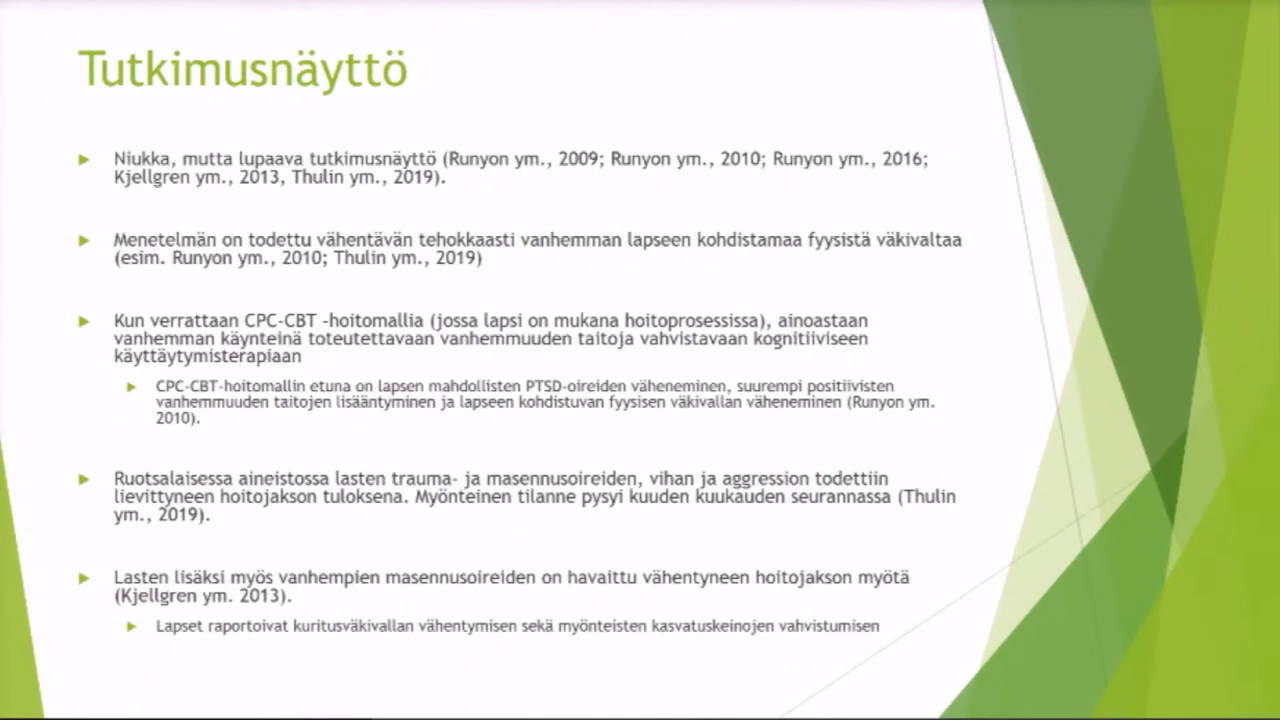 Tutkimusnäyttö
Niukka, mutta lupaava tutkimusnäyttö (Runyon ym., 2009; Runyon ym., 2010; Runyon ym., 2016;
Kjellgren ym., 2013, Thulin ym., 2019).
Menetelmän on todettu vähentävän tehokkaasti vanhemman lapseen kohdistamaa fyysistä väkivaltaa
(esim. Runyon ym., 2010; Thulin ym., 2019)
Kun verrattaan CPC-CBT -hoitomallia (jossa lapsi on mukana hoitoprosessissa), ainoastaan
vanhemman käynteinä toteutettavaan vanhemmuuden taitoja vahvistavaan kognitiiviseen
käyttäytymisterapiaan
CPC-CBT-hoitomallin etuna on lapsen mahdollisten PTSD-oireiden väheneminen, suurempi positiivisten
vanhemmuuden taitojen lisääntyminen ja lapseen kohdistuvan fyysisen väkivallan väheneminen (Runyon ym.
2010).
Ruotsalaisessa aineistossa lasten trauma- ja masennusoireiden, vihan ja aggression todettiin
lievittyneen hoitojakson tuloksena. Myönteinen tilanne pysyi kuuden kuukauden seurannassa (Thulin
ym., 2019).
Lasten lisäksi myös vanhempien masennusoireiden on havaittu vähentyneen hoitojakson myötä
(Kjellgren ym. 2013).
Lapset raportoivat kuritusväkivallan vähentymisen sekä myönteisten kasvatuskeinojen vahvistumisen